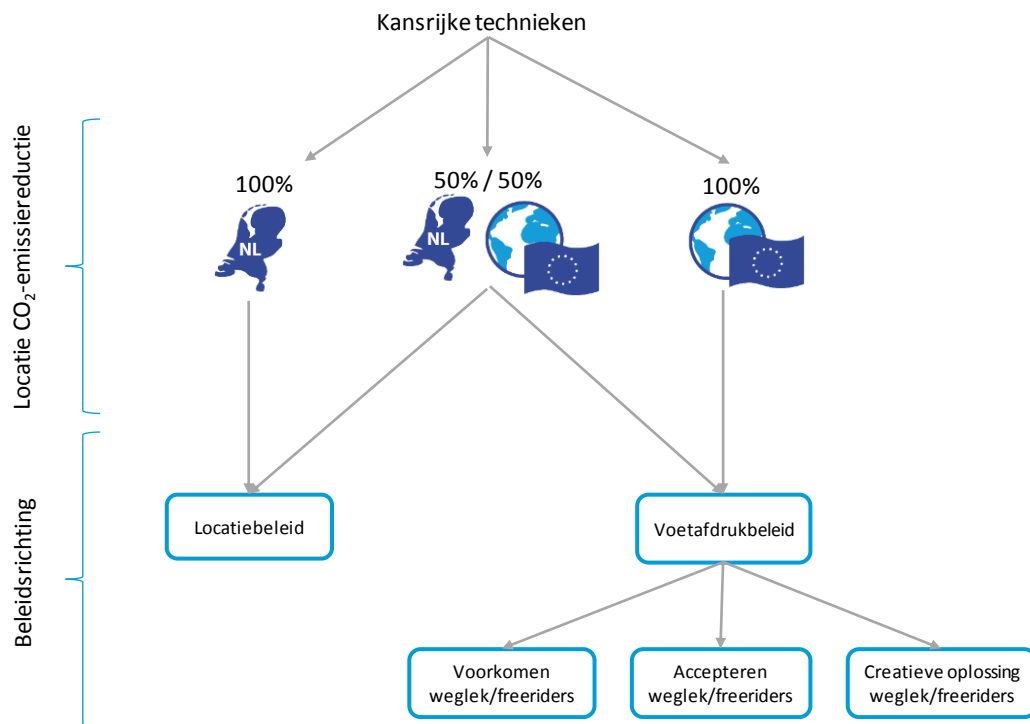 Kansrijke technieken
Locatie CO₂-emissiereductie
100%
50% / 50%
100%
NL
NL
Beleidsrichting
Locatiebeleid
Voetafdrukbeleid
Voorkomen
weglek/freeriders
Accepteren
weglek/freeriders
Creatieve oplossing
weglek/freeriders